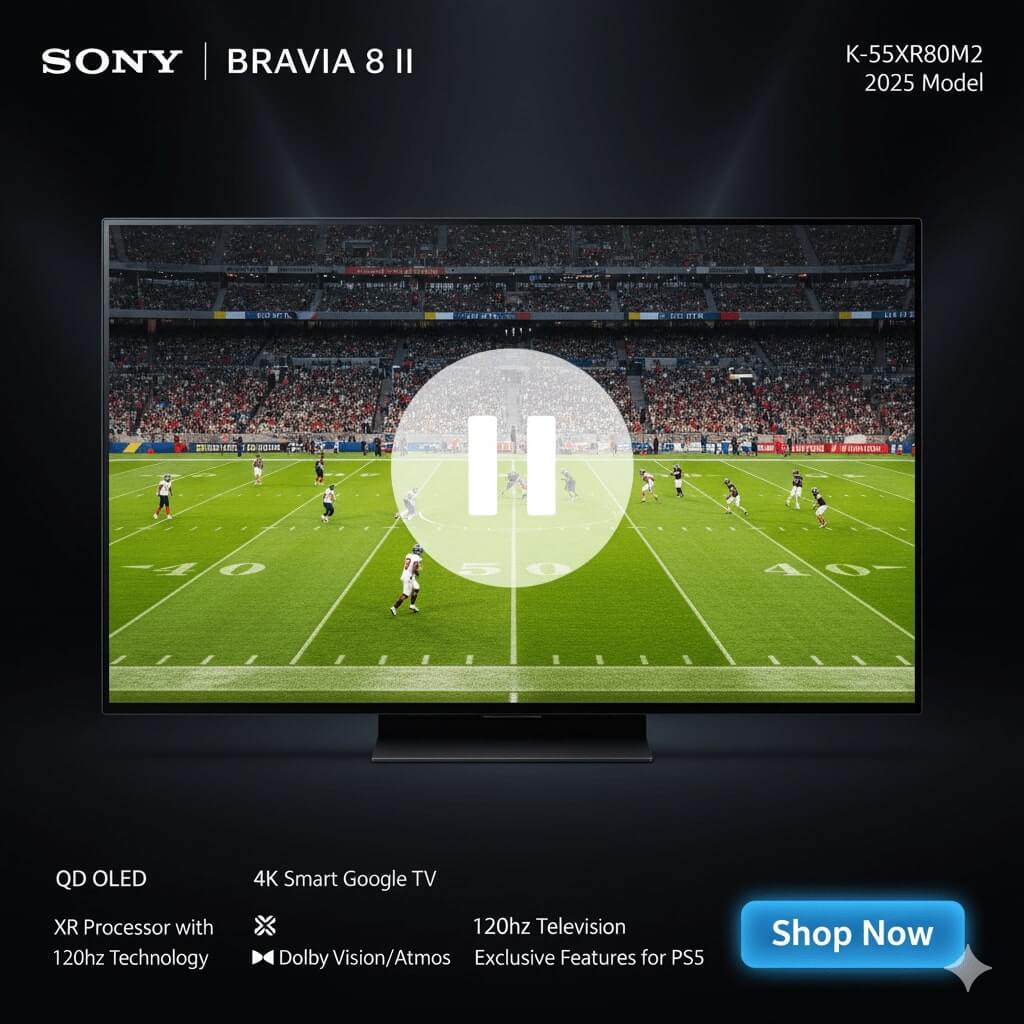 SONY | BRAVIA 8 II
K-55XR80M2
2025 Model
40
50
40
QD OLED
4K Smart Google TV
XR Processor with
120hz Technology
Dolby Vision/Atmos
120hz Television
Exclusive Features for PS5
Shop Now